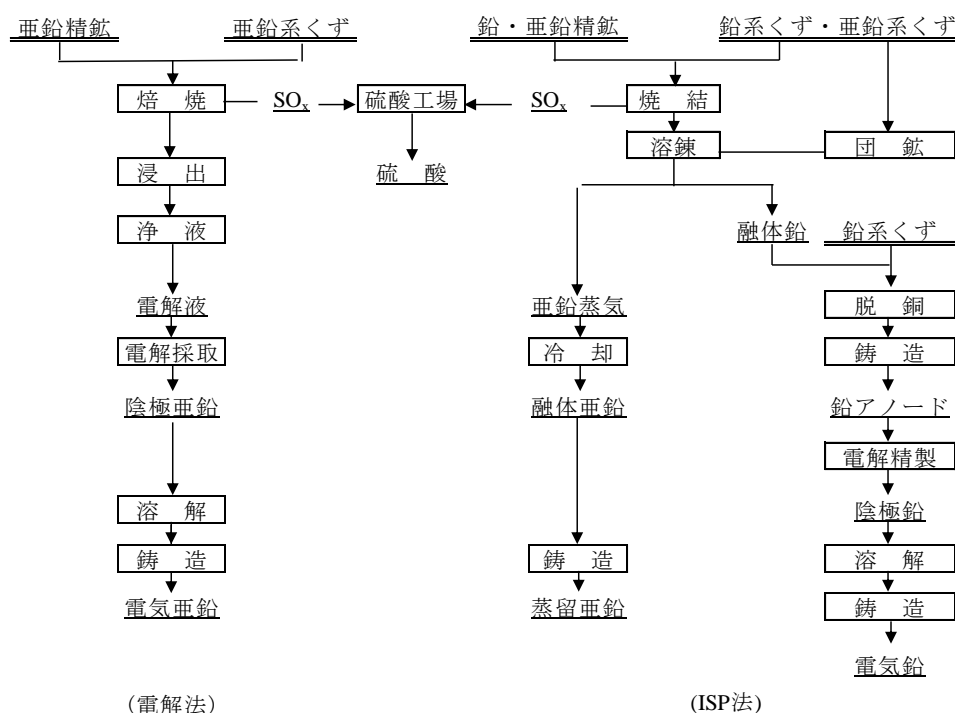 亜鉛精鉱 亜鉛系くず 鉛・亜鉛精鉱 鉛系くず・亜鉛系くず
焙 焼 SOx 硫酸工場 SOx 焼 結
溶錬 団 鉱
浸 出 硫 酸
浄 液 融体鉛 鉛系くず
電解液 亜鉛蒸気 脱 銅
電解採取 冷 却 鋳 造
陰極亜鉛 融体亜鉛 鉛アノード
電解精製
溶 解 陰極鉛
鋳 造 鋳 造 溶 解
電気亜鉛 蒸留亜鉛 鋳 造
電気鉛
（電解法） (ISP法)